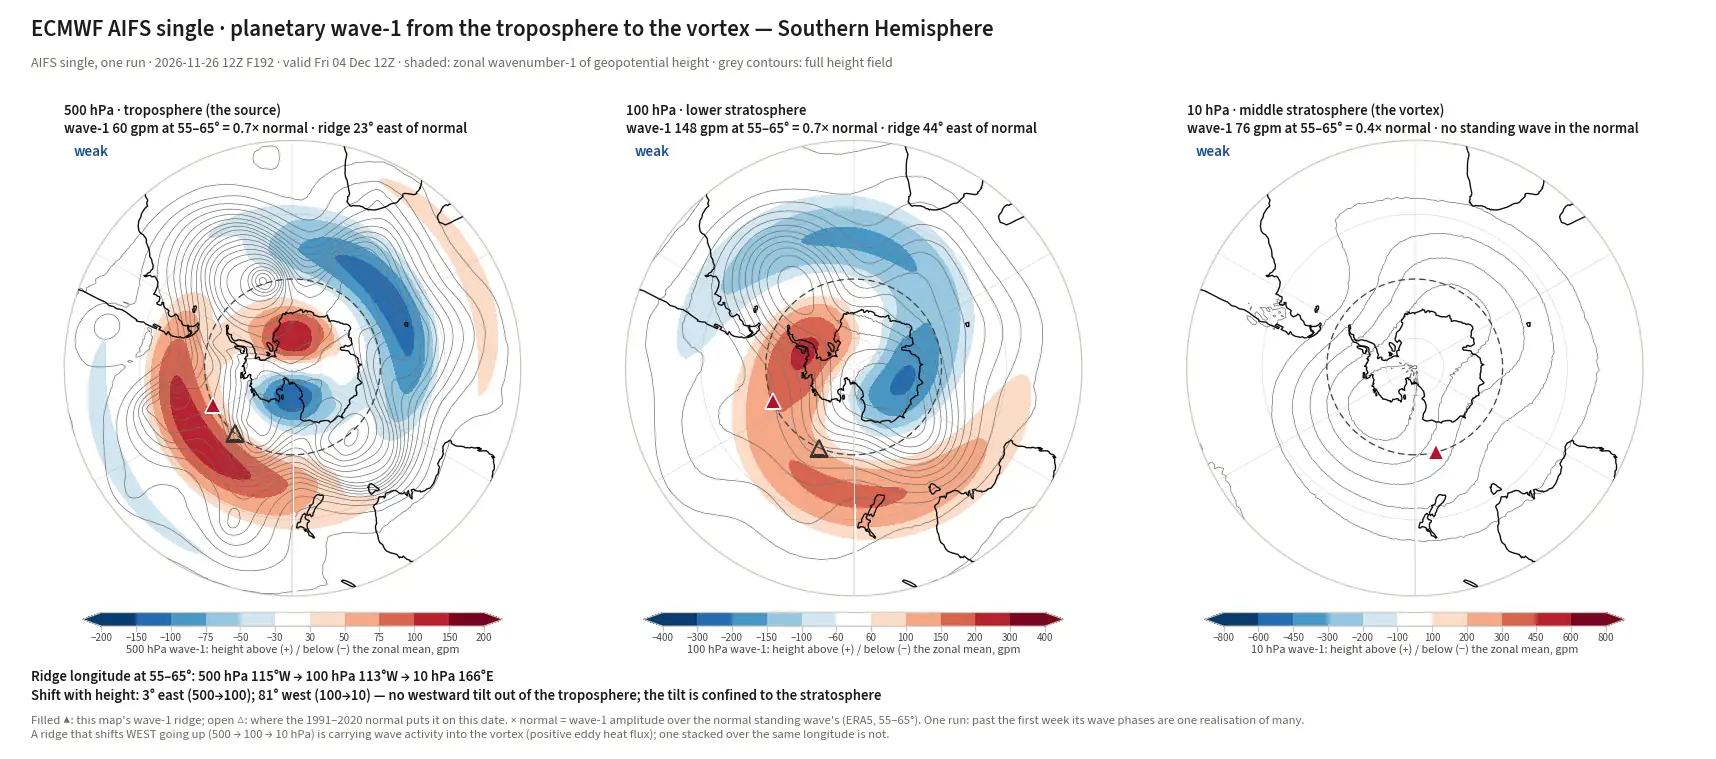 ECMWF AIFS single · planetary wave-1 from the troposphere to the vortex — Southern Hemisphere
AIFS single, one run · 2026-11-26 12Z F192 · valid Fri 04 Dec 12Z · shaded: zonal wavenumber-1 of geopotential height · grey contours: full height field
500 hPa · troposphere (the source)
wave-1 60 gpm at 55–65° = 0.7× normal · ridge 23° east of normal
weak
100 hPa · lower stratosphere
wave-1 148 gpm at 55–65° = 0.7× normal · ridge 44° east of normal
weak
10 hPa · middle stratosphere (the vortex)
wave-1 76 gpm at 55–65° = 0.4× normal · no standing wave in the normal
weak
−200 −150 −100 −75 −50 −30 30 50 75 100 150 200
500 hPa wave-1: height above (+) / below (−) the zonal mean, gpm
−400 −300 −200 −150 −100 −60 60 100 150 200 300 400
100 hPa wave-1: height above (+) / below (−) the zonal mean, gpm
−800 −600 −450 −300 −200 −100 100 200 300 450 600 800
10 hPa wave-1: height above (+) / below (−) the zonal mean, gpm
Ridge longitude at 55–65°: 500 hPa 115°W → 100 hPa 113°W → 10 hPa 166°E
Shift with height: 3° east (500→100); 81° west (100→10) — no westward tilt out of the troposphere; the tilt is confined to the stratosphere
Filled ▲: this map's wave-1 ridge; open △: where the 1991–2020 normal puts it on this date. × normal = wave-1 amplitude over the normal standing wave's (ERA5, 55–65°). One run: past the first week its wave phases are one realisation of many.
A ridge that shifts WEST going up (500 → 100 → 10 hPa) is carrying wave activity into the vortex (positive eddy heat flux); one stacked over the same longitude is not.